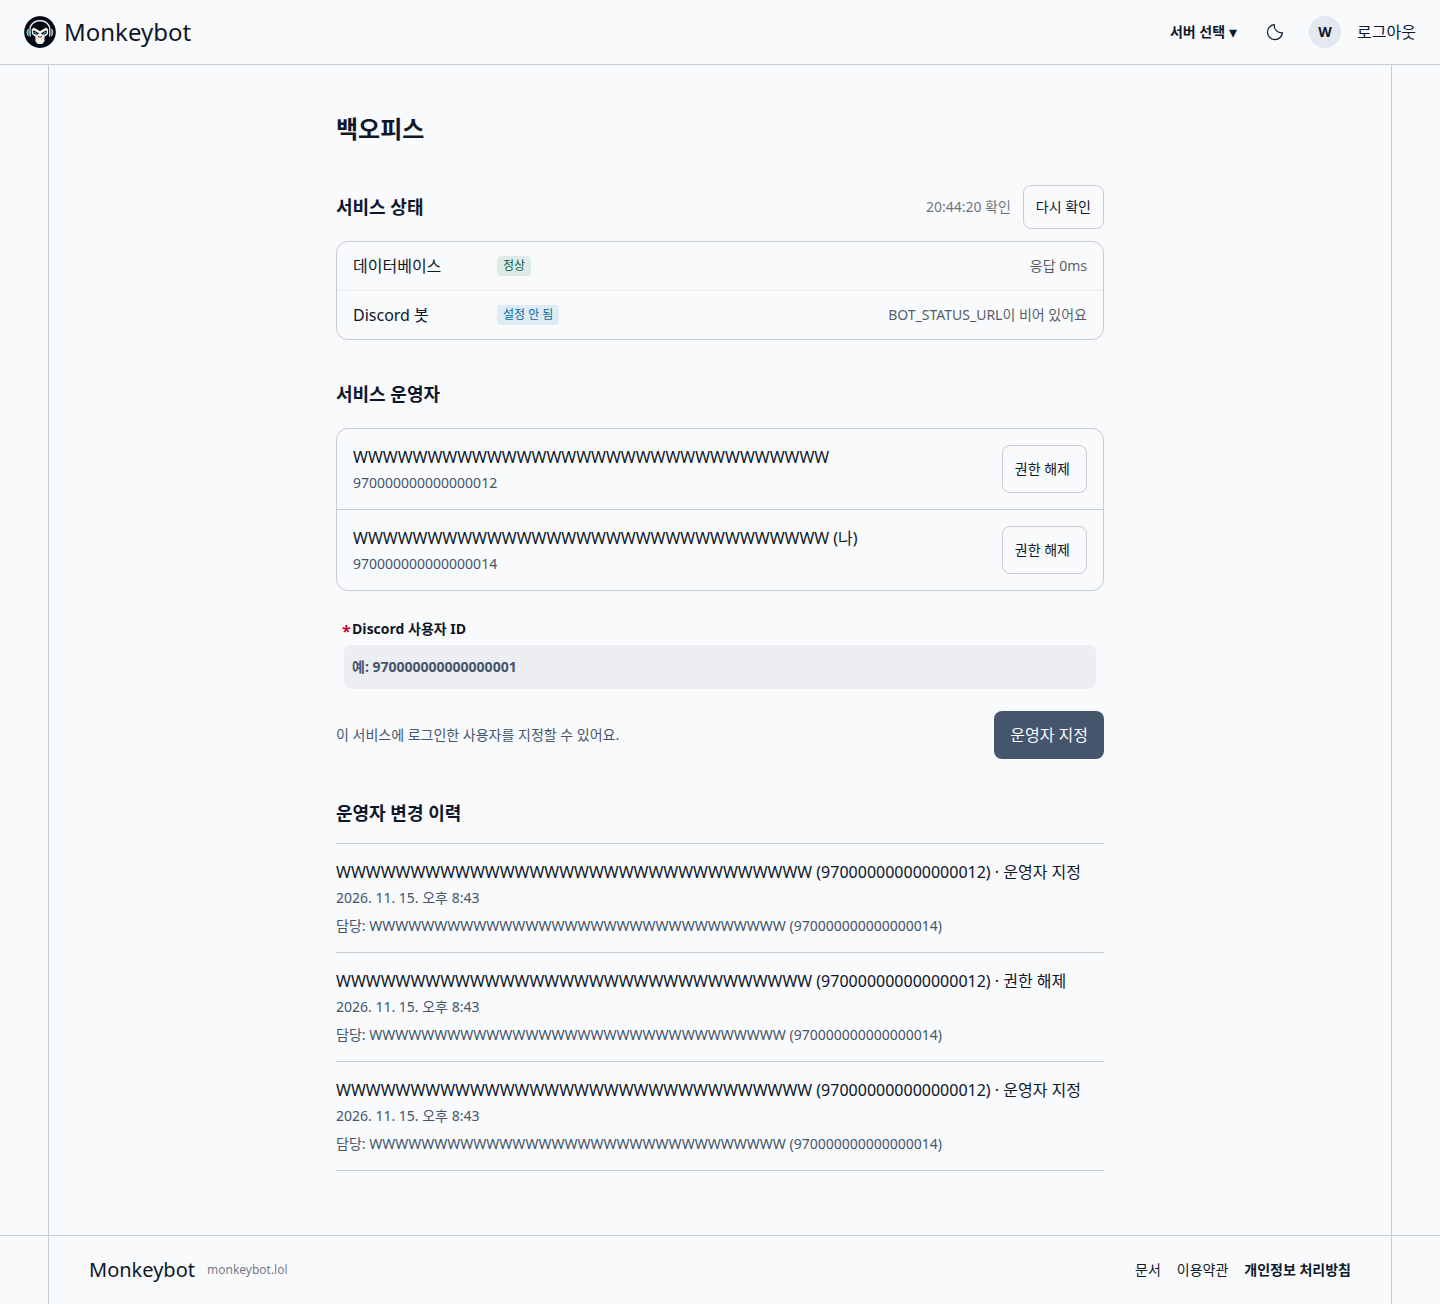 Monkeybot
서버 선택 ▾
W
로그아웃
백오피스
서비스 상태
20:44:20 확인
다시 확인
데이터베이스
정상
응답 0ms
Discord 봇
설정 안 됨
BOT_STATUS_URL이 비어 있어요
서비스 운영자
WWWWWWWWWWWWWWWWWWWWWWWWWWWWWWWW
970000000000000012
권한 해제
WWWWWWWWWWWWWWWWWWWWWWWWWWWWWWWW (나)
970000000000000014
권한 해제
*Discord 사용자 ID
예: 970000000000000001
이 서비스에 로그인한 사용자를 지정할 수 있어요.
운영자 지정
운영자 변경 이력
WWWWWWWWWWWWWWWWWWWWWWWWWWWWWWWW (970000000000000012) · 운영자 지정
2026. 11. 15. 오후 8:43
담당: WWWWWWWWWWWWWWWWWWWWWWWWWWWWWWWW (970000000000000014)
WWWWWWWWWWWWWWWWWWWWWWWWWWWWWWWW (970000000000000012) · 권한 해제
2026. 11. 15. 오후 8:43
담당: WWWWWWWWWWWWWWWWWWWWWWWWWWWWWWWW (970000000000000014)
WWWWWWWWWWWWWWWWWWWWWWWWWWWWWWWW (970000000000000012) · 운영자 지정
2026. 11. 15. 오후 8:43
담당: WWWWWWWWWWWWWWWWWWWWWWWWWWWWWWWW (970000000000000014)
Monkeybot
monkeybot.lol
문서
이용약관
개인정보 처리방침